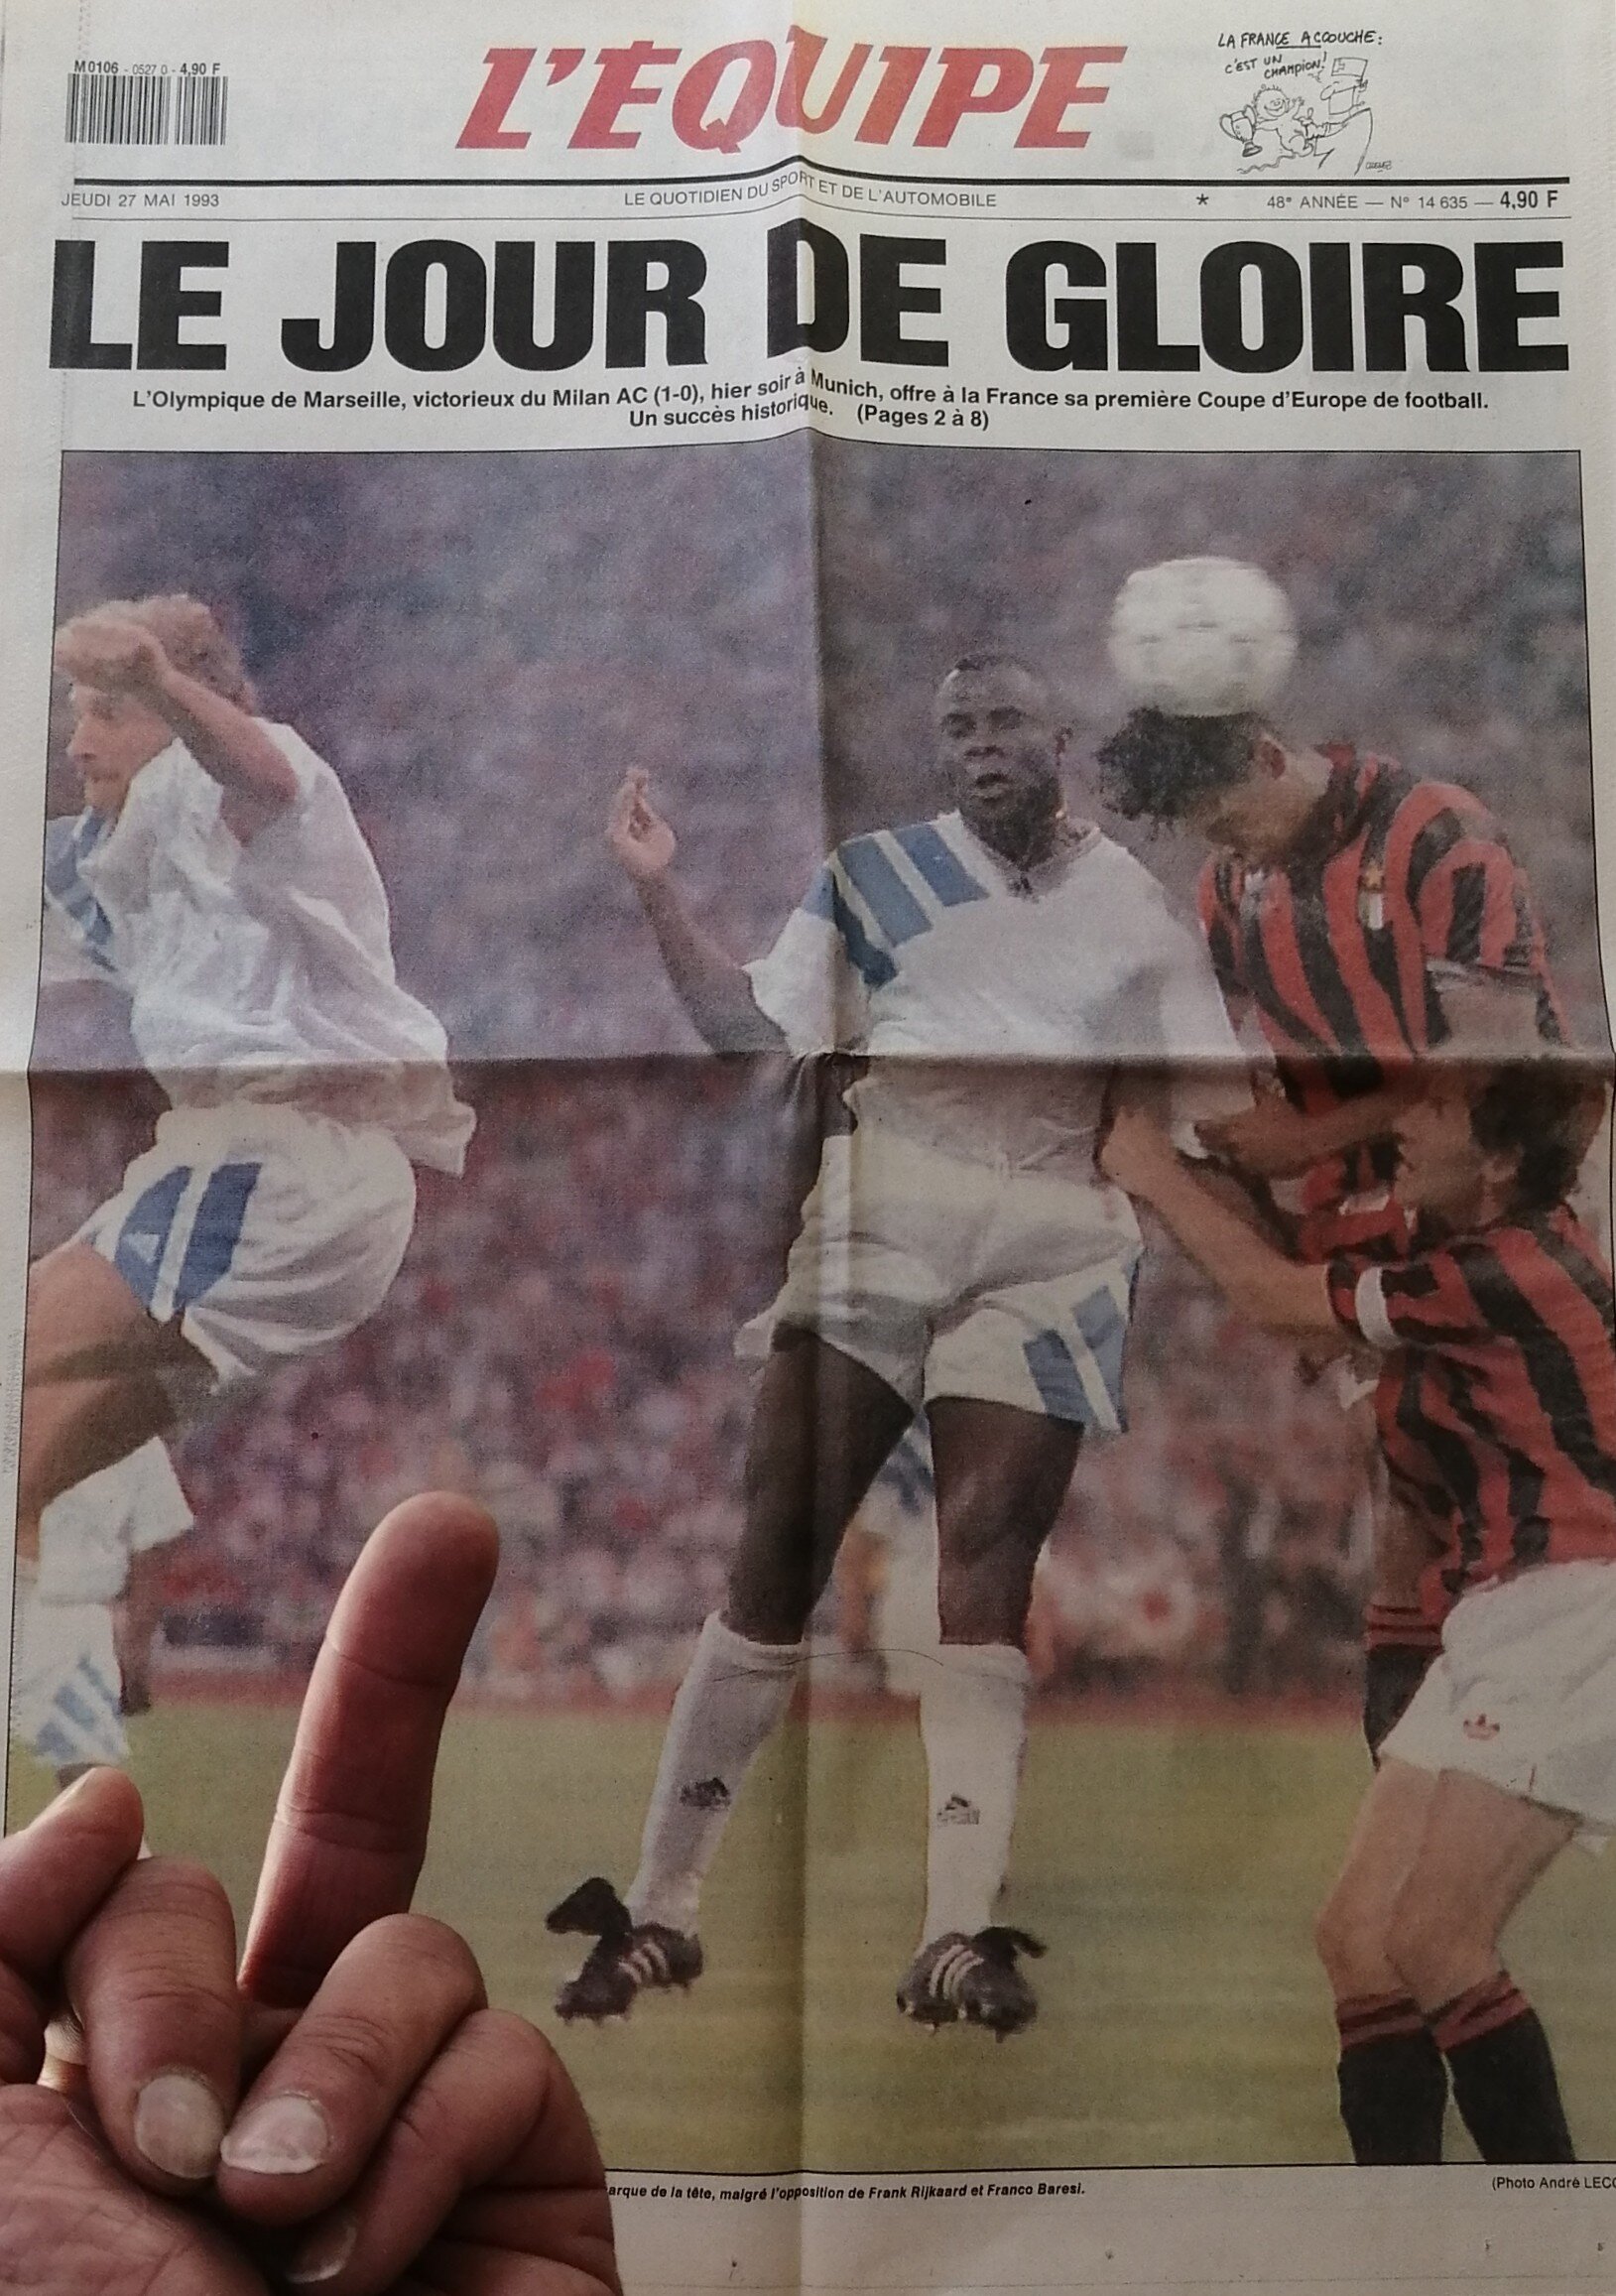 M 0106 - 0527 0 - 4,90 F
L'ÉQUIPE
LA FRANCE ACCOUCHE :
C'EST UN
CHAMPION !
JEUDI 27 MAI 1993
LE QUOTIDIEN DU SPORT ET DE L'AUTOMOBILE
* 48e ANNÉE — N° 14 635 — 4,90 F
LE JOUR DE GLOIRE
L'Olympique de Marseille, victorieux du Milan AC (1-0), hier soir à Munich, offre à la France sa première Coupe d'Europe de football.
Un succès historique. (Pages 2 à 8)
arque de la tête, malgré l'opposition de Frank Rijkaard et Franco Baresi.
(Photo André LECO